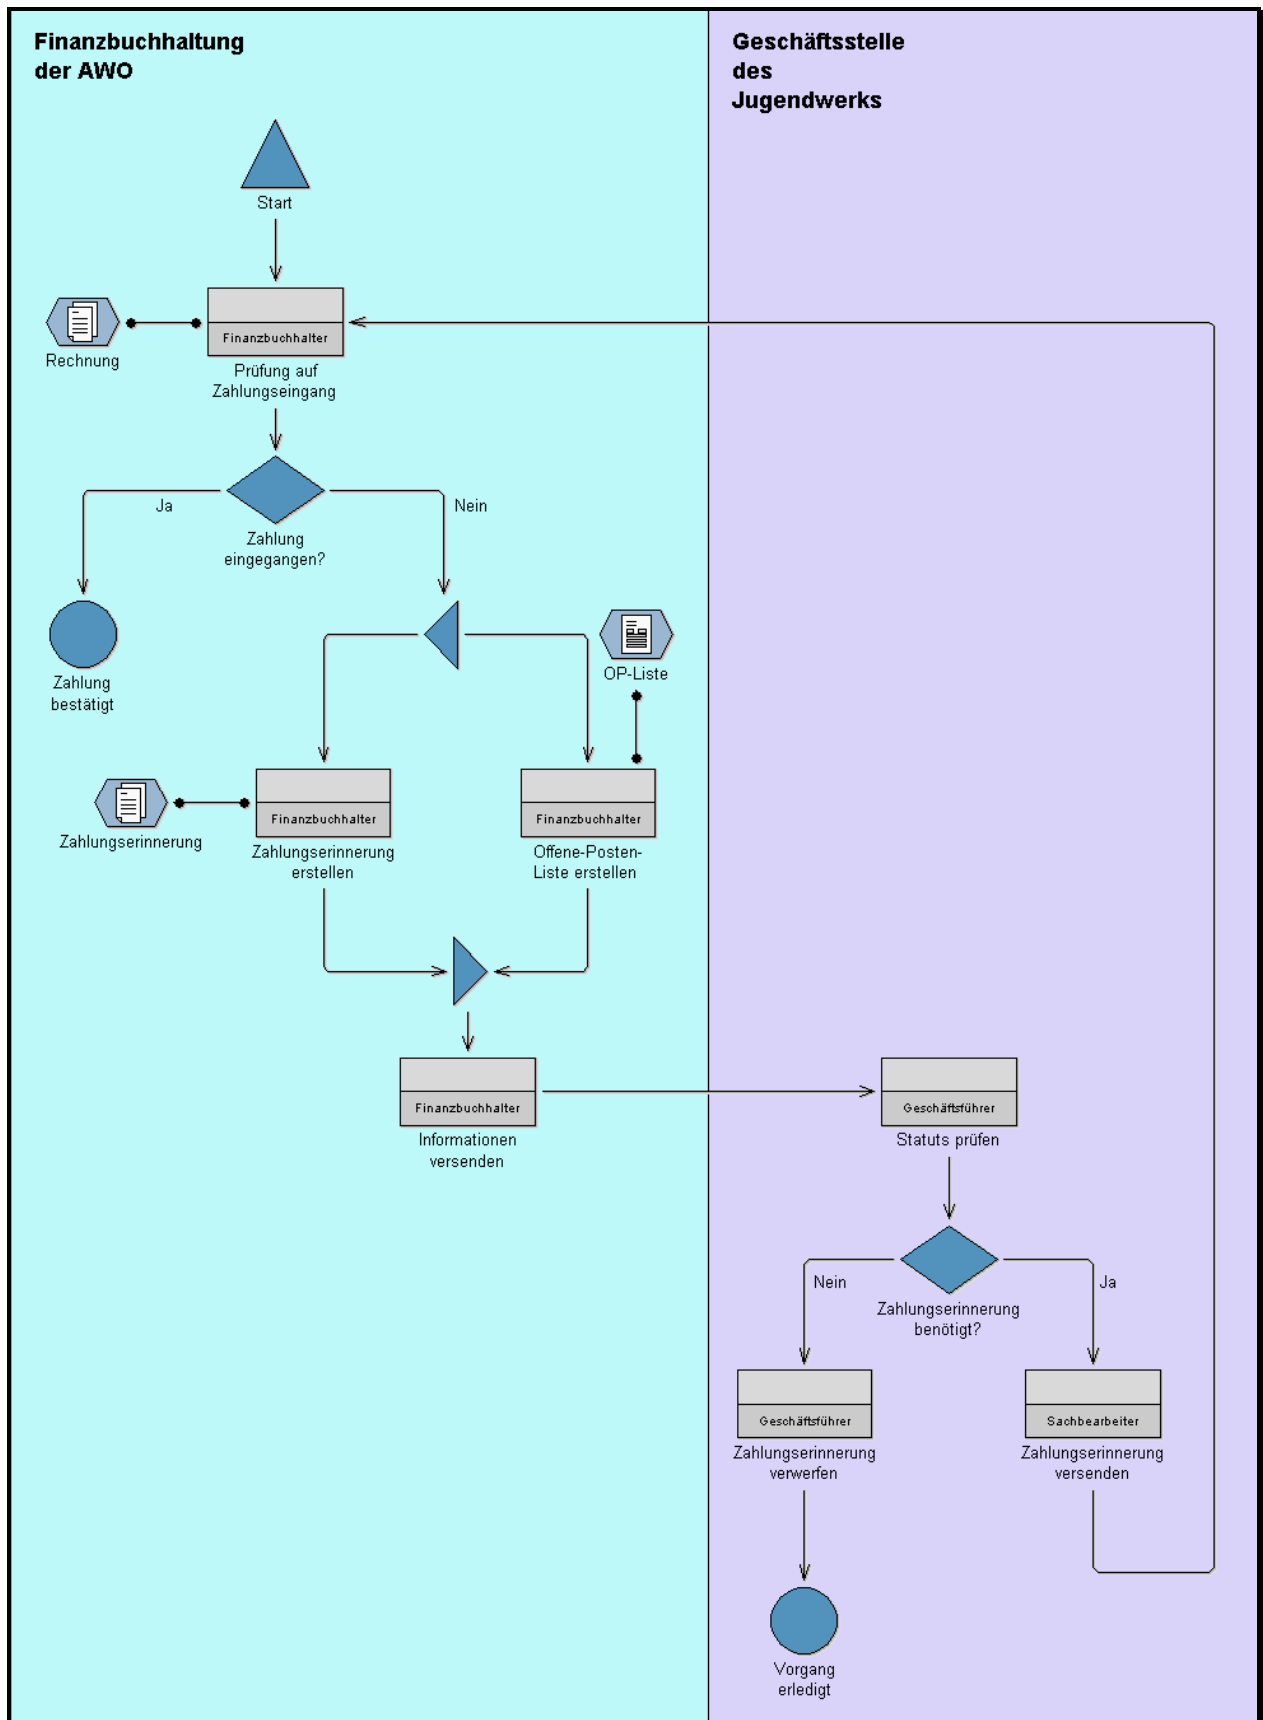 Finanzbuchhaltung
der AWO
Geschäftsstelle
des
Jugendwerks
Start
Finanzbuchhalter
Rechnung
Prüfung auf
Zahlungseingang
Ja
Nein
Zahlung
eingegangen?
Zahlung
bestätigt
OP-Liste
Finanzbuchhalter
Finanzbuchhalter
Zahlungserinnerung
Zahlungserinnerung
erstellen
Offene-Posten-
Liste erstellen
Finanzbuchhalter
Informationen
versenden
Geschäftsführer
Statuts prüfen
Nein
Ja
Zahlungserinnerung
benötigt?
Geschäftsführer
Zahlungserinnerung
verwerfen
Sachbearbeiter
Zahlungserinnerung
versenden
Vorgang
erledigt